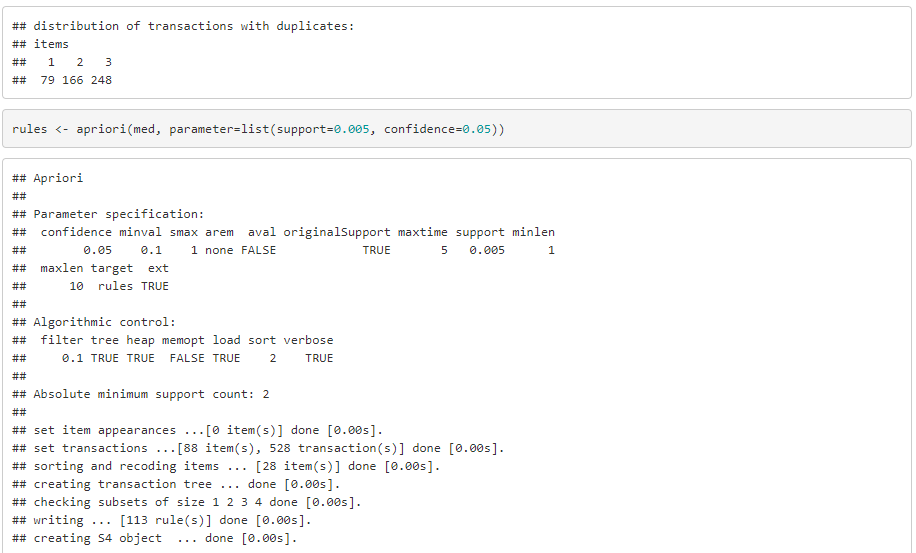 ## distribution of transactions with duplicates:
## items
##   1   2   3
##  79 166 248
rules <- apriori(med, parameter=list(support=0.005, confidence=0.05))
## Apriori
##
## Parameter specification:
##  confidence minval smax arem  aval originalSupport maxtime support minlen
##        0.05    0.1    1 none FALSE            TRUE       5   0.005      1
##  maxlen target  ext
##      10  rules TRUE
##
## Algorithmic control:
##  filter tree heap memopt load sort verbose
##     0.1 TRUE TRUE  FALSE TRUE    2    TRUE
##
## Absolute minimum support count: 2
##
## set item appearances ...[0 item(s)] done [0.00s].
## set transactions ...[88 item(s), 528 transaction(s)] done [0.00s].
## sorting and recoding items ... [28 item(s)] done [0.00s].
## creating transaction tree ... done [0.00s].
## checking subsets of size 1 2 3 4 done [0.00s].
## writing ... [113 rule(s)] done [0.00s].
## creating S4 object  ... done [0.00s].